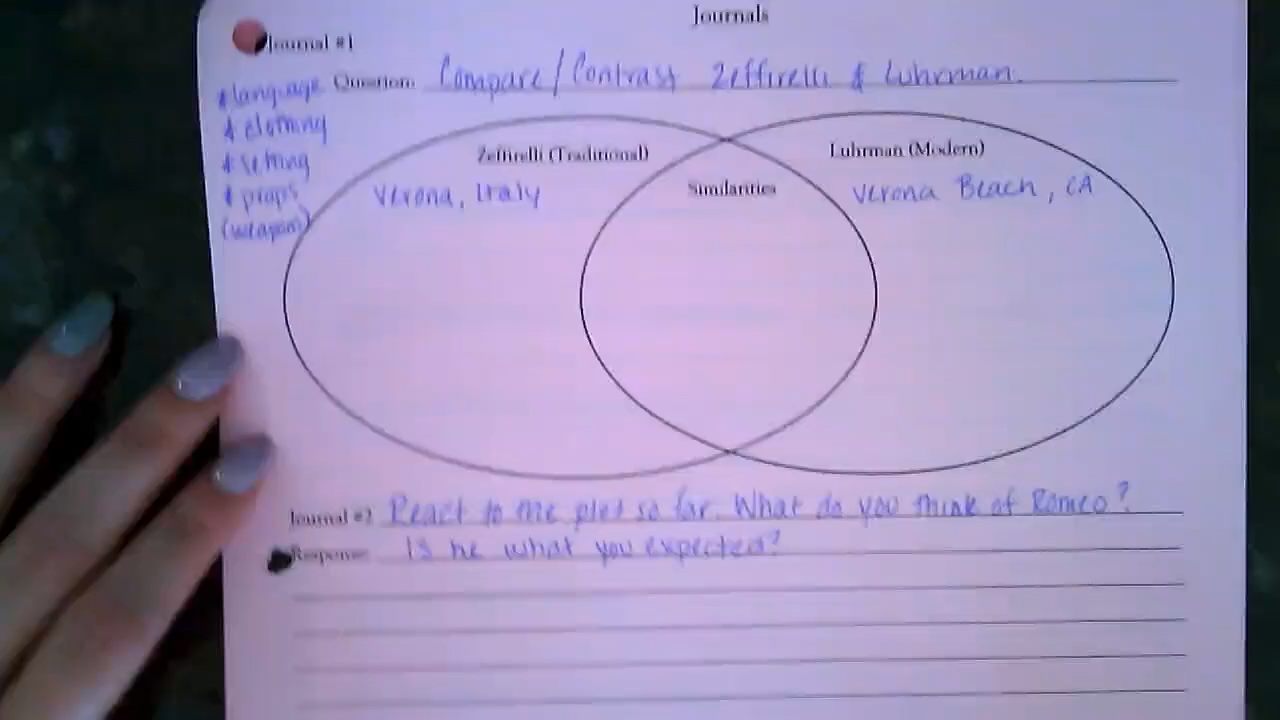 Journals
Journal #1
Question: Compare/Contrast Zeffirelli & Luhrman.
*language
*clothing
*setting
*props
(weapon)
Zeffirelli (Traditional)
Verona, Italy
Similarities
Luhrman (Modern)
Verona Beach, CA
Journal #2 React to the plot so far. What do you think of Romeo?
Response: Is he what you expected?